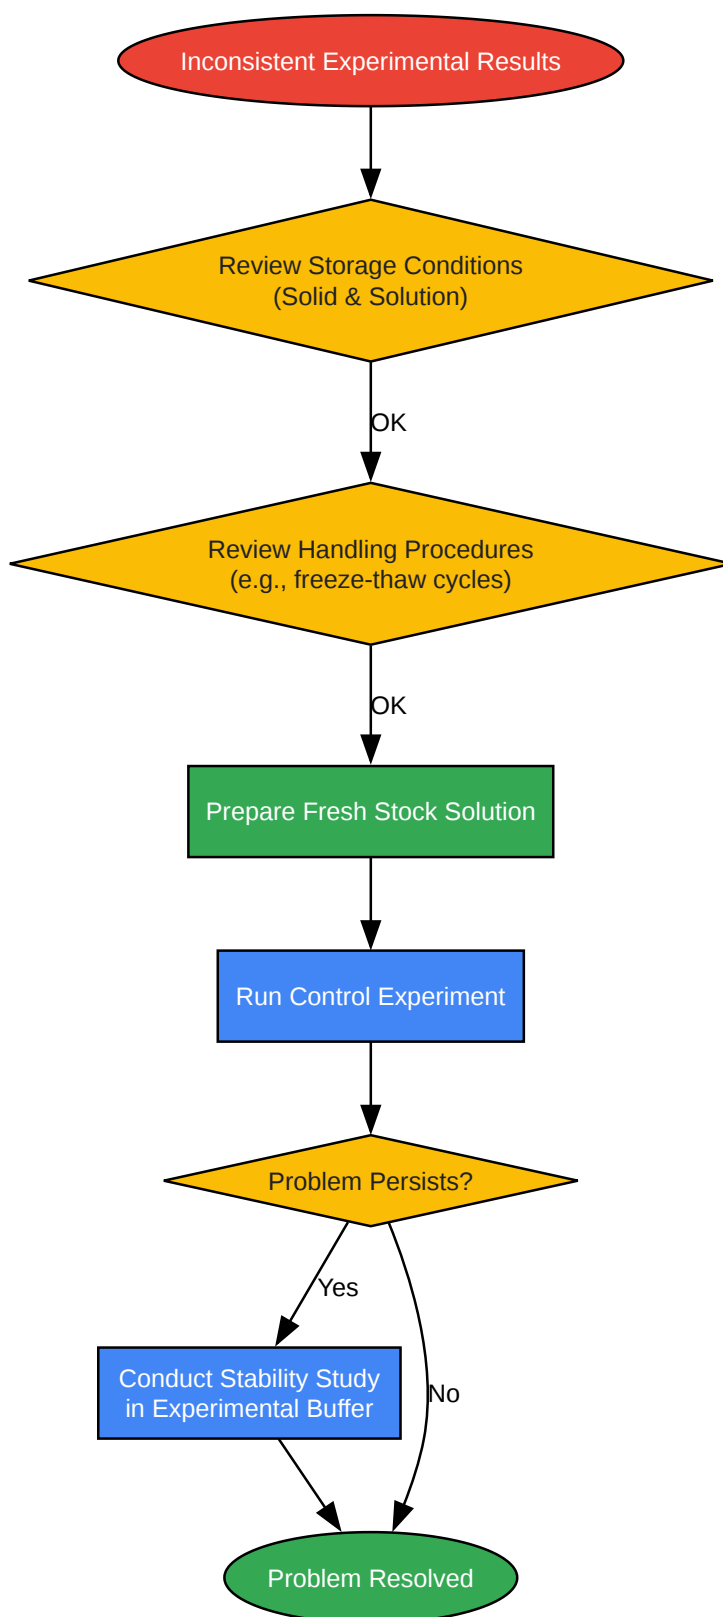 Inconsistent Experimental Results
Review Storage Conditions
(Solid & Solution)
OK
Review Handling Procedures
(e.g., freeze-thaw cycles)
OK
Prepare Fresh Stock Solution
Run Control Experiment
Problem Persists?
Yes
Conduct Stability Study
in Experimental Buffer
No
Problem Resolved